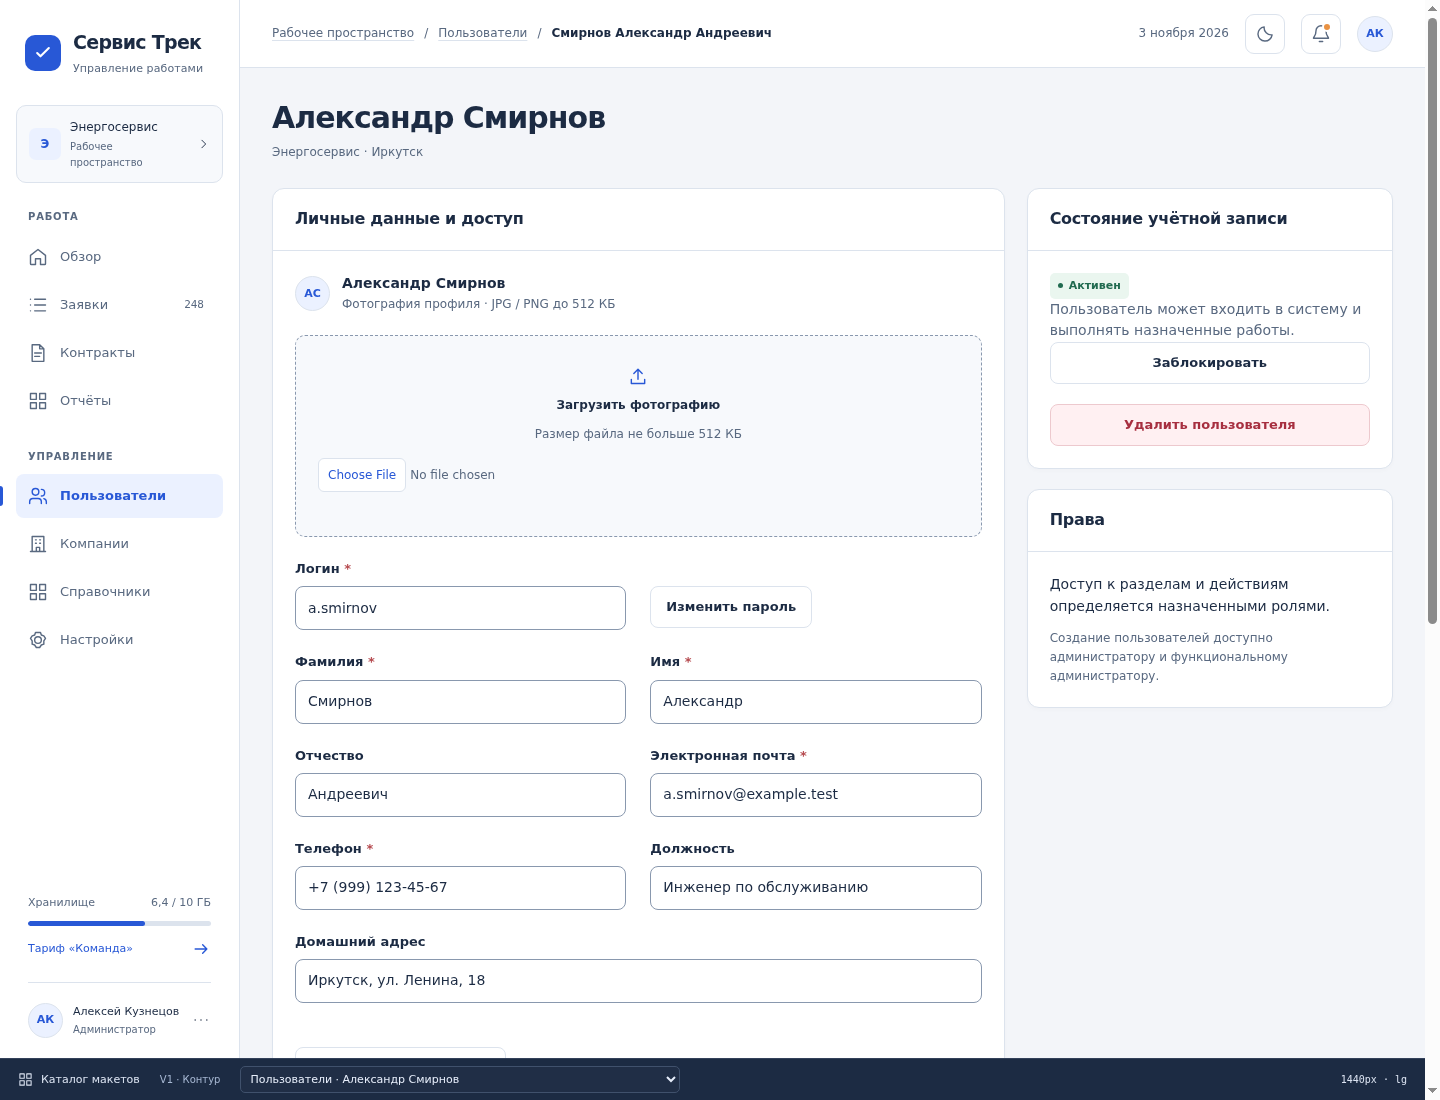 Сервис Трек
Управление работами
Э
Энергосервис
Рабочее
пространство
РАБОТА
Обзор
Заявки 248
Контракты
Отчёты
УПРАВЛЕНИЕ
Пользователи
Компании
Справочники
Настройки
Хранилище 6,4 / 10 ГБ
Тариф «Команда»
АК
Алексей Кузнецов
Администратор
Рабочее пространство / Пользователи / Смирнов Александр Андреевич
3 ноября 2026
АК
Александр Смирнов
Энергосервис · Иркутск
Личные данные и доступ
АС
Александр Смирнов
Фотография профиля · JPG / PNG до 512 КБ
Загрузить фотографию
Размер файла не больше 512 КБ
Choose File No file chosen
Логин *
a.smirnov
Изменить пароль
Фамилия *
Смирнов
Имя *
Александр
Отчество
Андреевич
Электронная почта *
a.smirnov@example.test
Телефон *
+7 (999) 123-45-67
Должность
Инженер по обслуживанию
Домашний адрес
Иркутск, ул. Ленина, 18
Состояние учётной записи
Активен
Пользователь может входить в систему и
выполнять назначенные работы.
Заблокировать
Удалить пользователя
Права
Доступ к разделам и действиям
определяется назначенными ролями.
Создание пользователей доступно
администратору и функциональному
администратору.
Каталог макетов
V1 · Контур
Пользователи · Александр Смирнов
1440px · lg